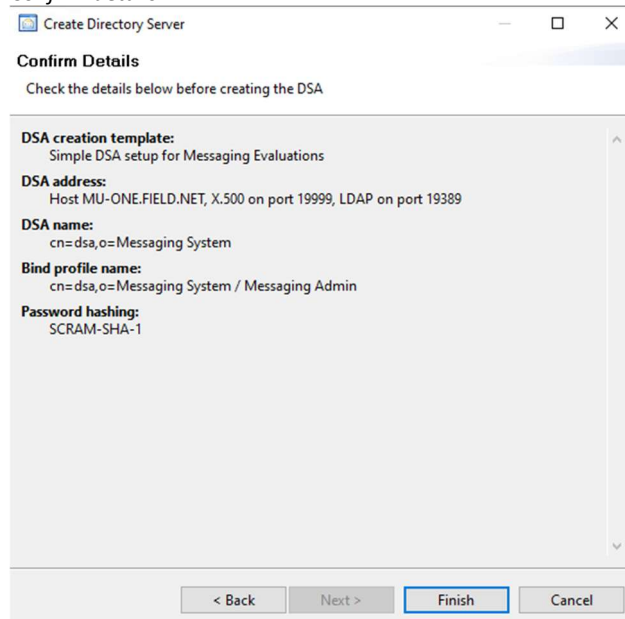 Create Directory Server
Confirm Details
Check the details below before creating the DSA
DSA creation template:
Simple DSA setup for Messaging Evaluations
DSA address:
Host MU-ONE.FIELD.NET, X.500 on port 19999, LDAP on port 19389
DSA name:
cn=dsa,o=Messaging System
Bind profile name:
cn=dsa,o=Messaging System / Messaging Admin
Password hashing:
SCRAM-SHA-1
< Back Next > Finish Cancel